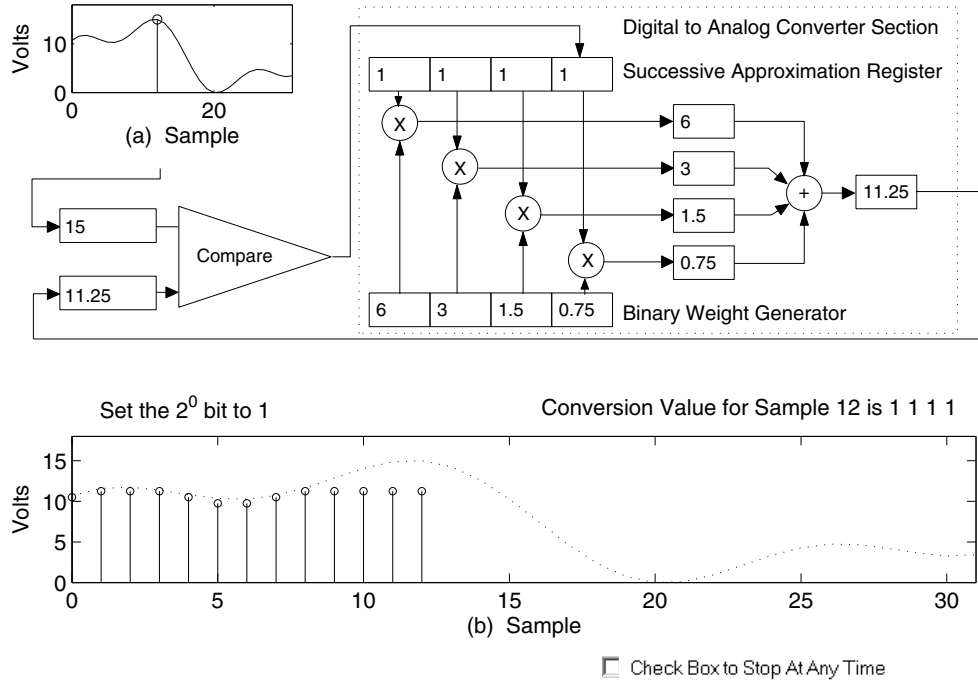 Volts
10
0
0
20
(a) Sample
Digital to Analog Converter Section
1 1 1 1
Successive Approximation Register
X
X
X
X
6
3
1.5
0.75
+
11.25
15
11.25
Compare
6 3 1.5 0.75
Binary Weight Generator
Set the 2^0 bit to 1
Conversion Value for Sample 12 is 1 1 1 1
Volts
15
10
5
0
0 5 10 15 20 25 30
(b) Sample
Check Box to Stop At Any Time